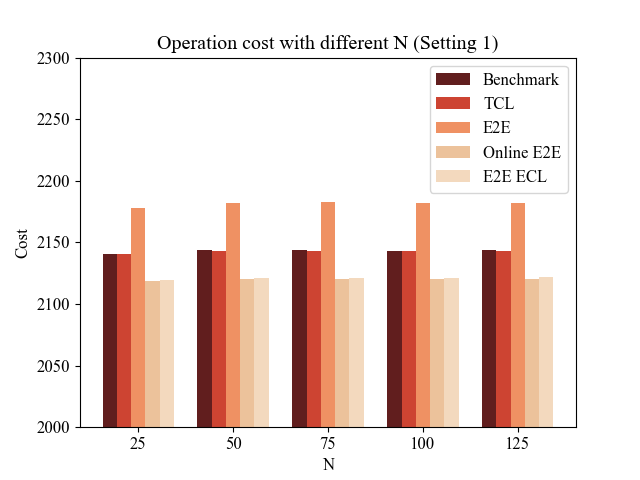 Operation cost with different N (Setting 1)
2300
2250
2200
2150
2100
2050
2000
Cost
Benchmark
TCL
E2E
Online E2E
E2E ECL
25 50 75 100 125
N